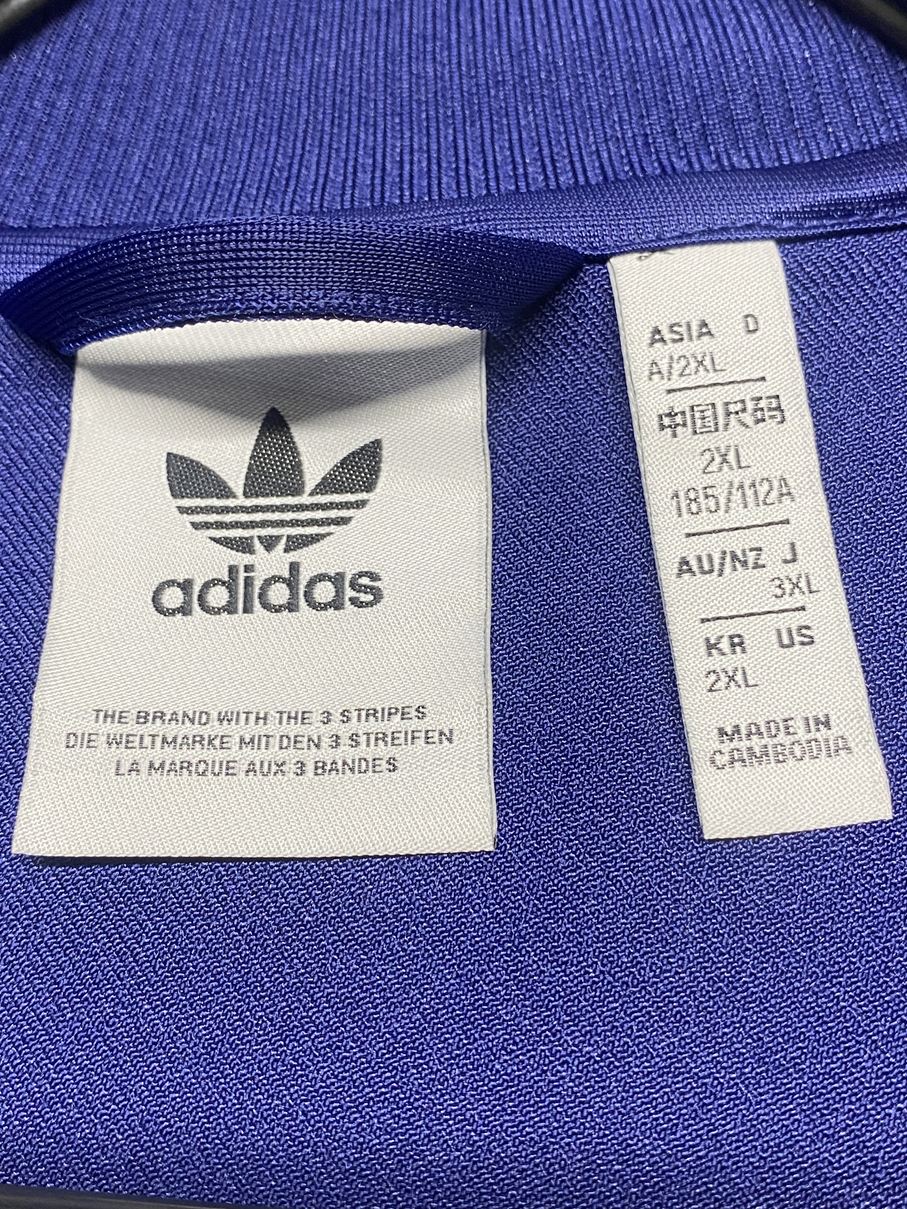 adidas
THE BRAND WITH THE 3 STRIPES
DIE WELTMARKE MIT DEN 3 STREIFEN
LA MARQUE AUX 3 BANDES
ASIA D
A/2XL
中国尺码
2XL
185/112A
AU/NZ J
3XL
KR US
2XL
MADE IN
CAMBODIA